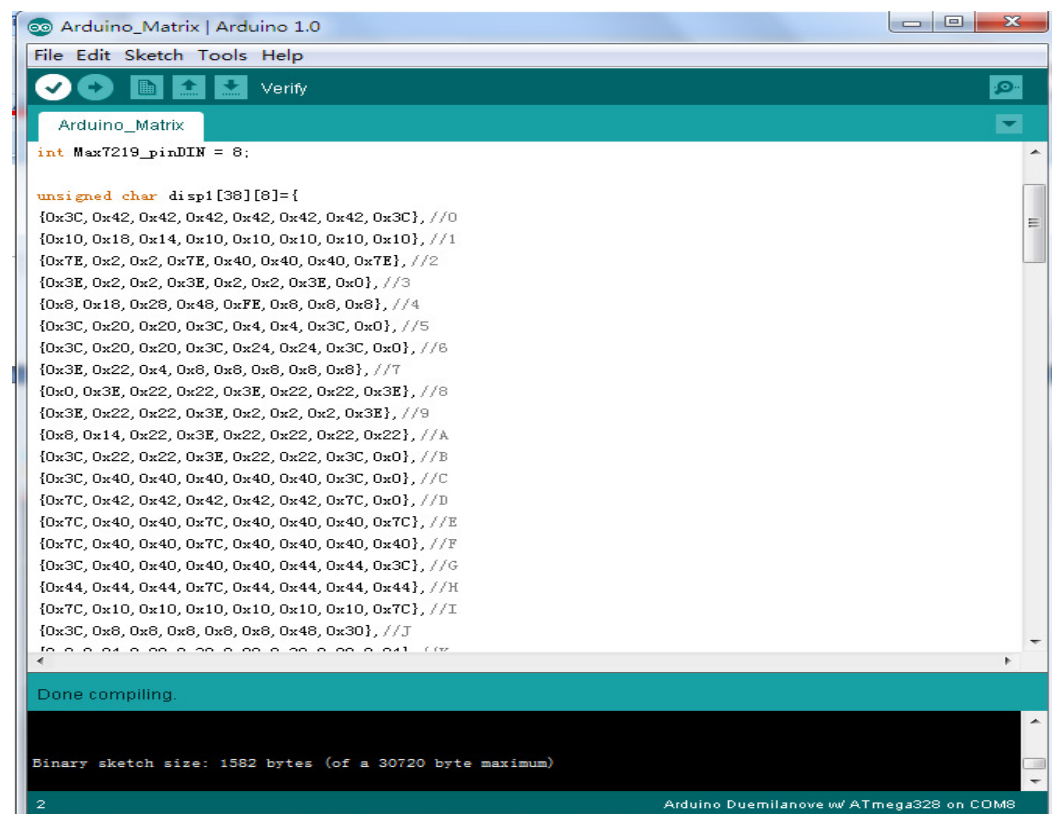 Arduino_Matrix | Arduino 1.0
File Edit Sketch Tools Help
Verify
Arduino_Matrix
int Max7219_pinDIN = 8;
unsigned char disp1[38][8]={
{0x3C,0x42,0x42,0x42,0x42,0x42,0x42,0x3C},//0
{0x10,0x18,0x14,0x10,0x10,0x10,0x10,0x10},//1
{0x7E,0x2,0x2,0x7E,0x40,0x40,0x40,0x7E},//2
{0x3E,0x2,0x2,0x3E,0x2,0x2,0x3E,0x0},//3
{0x8,0x18,0x28,0x48,0xFE,0x8,0x8,0x8},//4
{0x3C,0x20,0x20,0x3C,0x4,0x4,0x3C,0x0},//5
{0x3C,0x20,0x20,0x3C,0x24,0x24,0x3C,0x0},//6
{0x3E,0x22,0x4,0x8,0x8,0x8,0x8,0x8},//7
{0x0,0x3E,0x22,0x22,0x3E,0x22,0x22,0x3E},//8
{0x3E,0x22,0x22,0x3E,0x2,0x2,0x2,0x3E},//9
{0x8,0x14,0x22,0x3E,0x22,0x22,0x22,0x22},//A
{0x3C,0x22,0x22,0x3E,0x22,0x22,0x3C,0x0},//B
{0x3C,0x40,0x40,0x40,0x40,0x40,0x3C,0x0},//C
{0x7C,0x42,0x42,0x42,0x42,0x42,0x7C,0x0},//D
{0x7C,0x40,0x40,0x7C,0x40,0x40,0x40,0x7C},//E
{0x7C,0x40,0x40,0x7C,0x40,0x40,0x40,0x40},//F
{0x3C,0x40,0x40,0x40,0x40,0x44,0x44,0x3C},//G
{0x44,0x44,0x44,0x7C,0x44,0x44,0x44,0x44},//H
{0x7C,0x10,0x10,0x10,0x10,0x10,0x10,0x7C},//I
{0x3C,0x8,0x8,0x8,0x8,0x8,0x48,0x30},//J
Done compiling.
Binary sketch size: 1582 bytes (of a 30720 byte maximum)
2
Arduino Duemilanove w/ ATmega328 on COM8